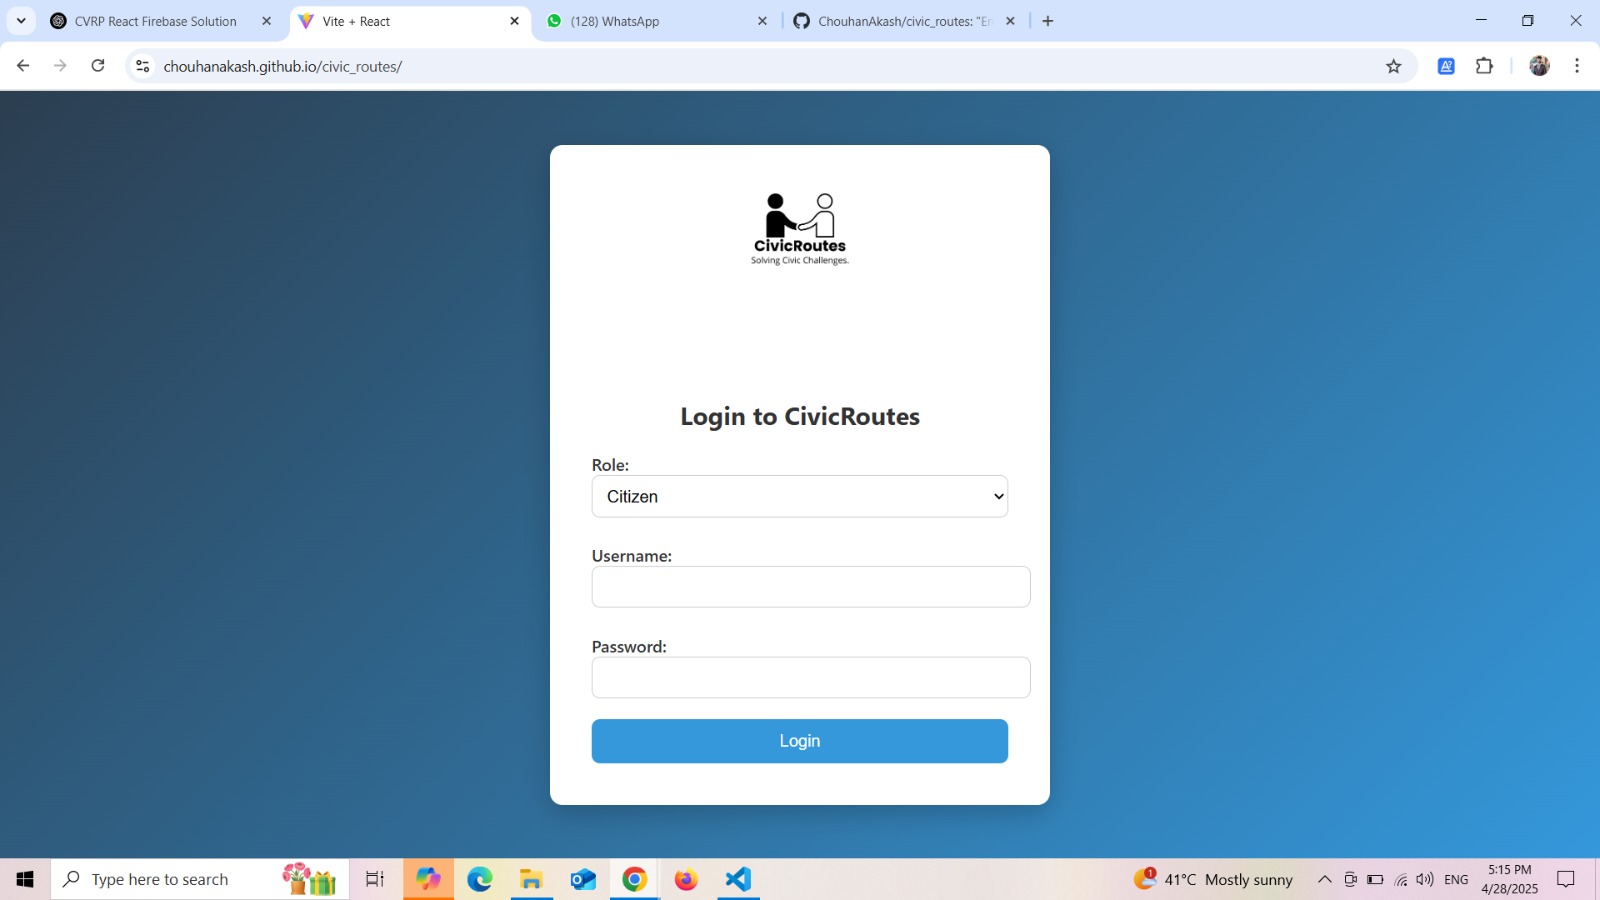 CVRP React Firebase Solution
Vite + React
(128) WhatsApp
ChouhanAkash/civic_routes: "En
chouhanakash.github.io/civic_routes/
CivicRoutes
Solving Civic Challenges.
Login to CivicRoutes
Role:
Citizen
Username:
Password:
Login
Type here to search
1
41°C Mostly sunny
ENG
5:15 PM
4/28/2025